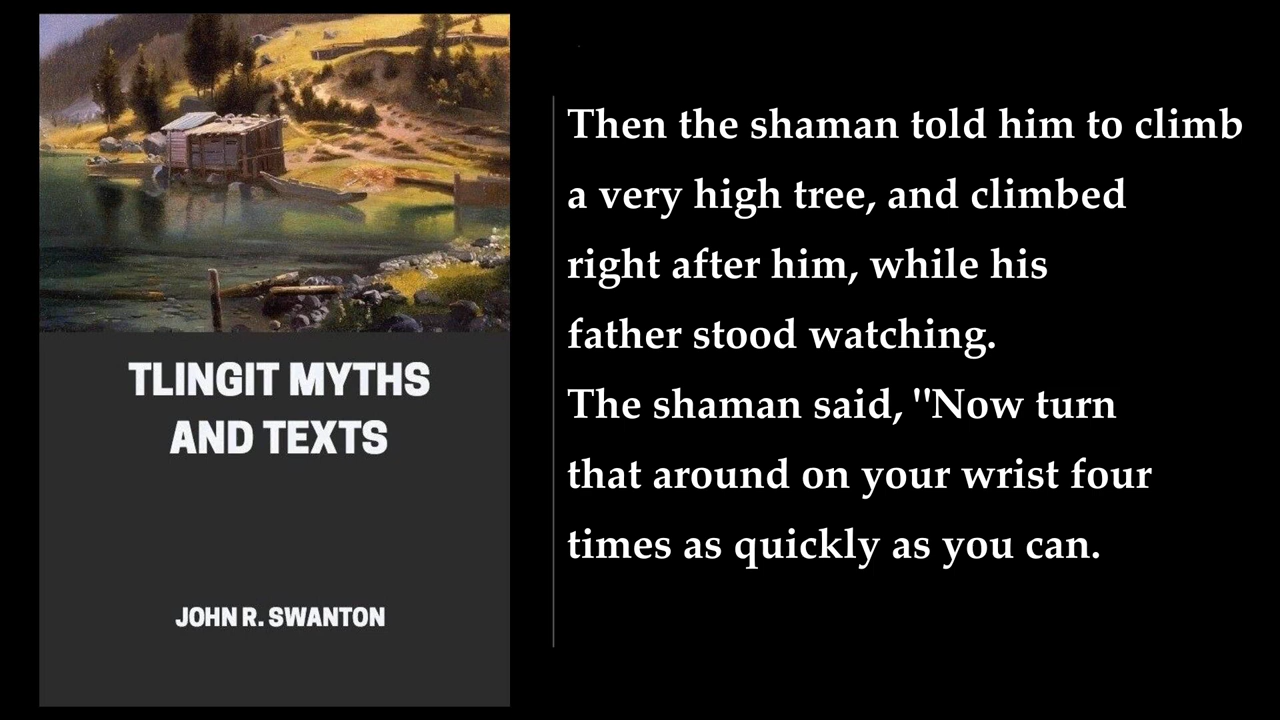 TLINGIT MYTHS
AND TEXTS
JOHN R. SWANTON
Then the shaman told him to climb
a very high tree, and climbed
right after him, while his
father stood watching.
The shaman said, "Now turn
that around on your wrist four
times as quickly as you can.